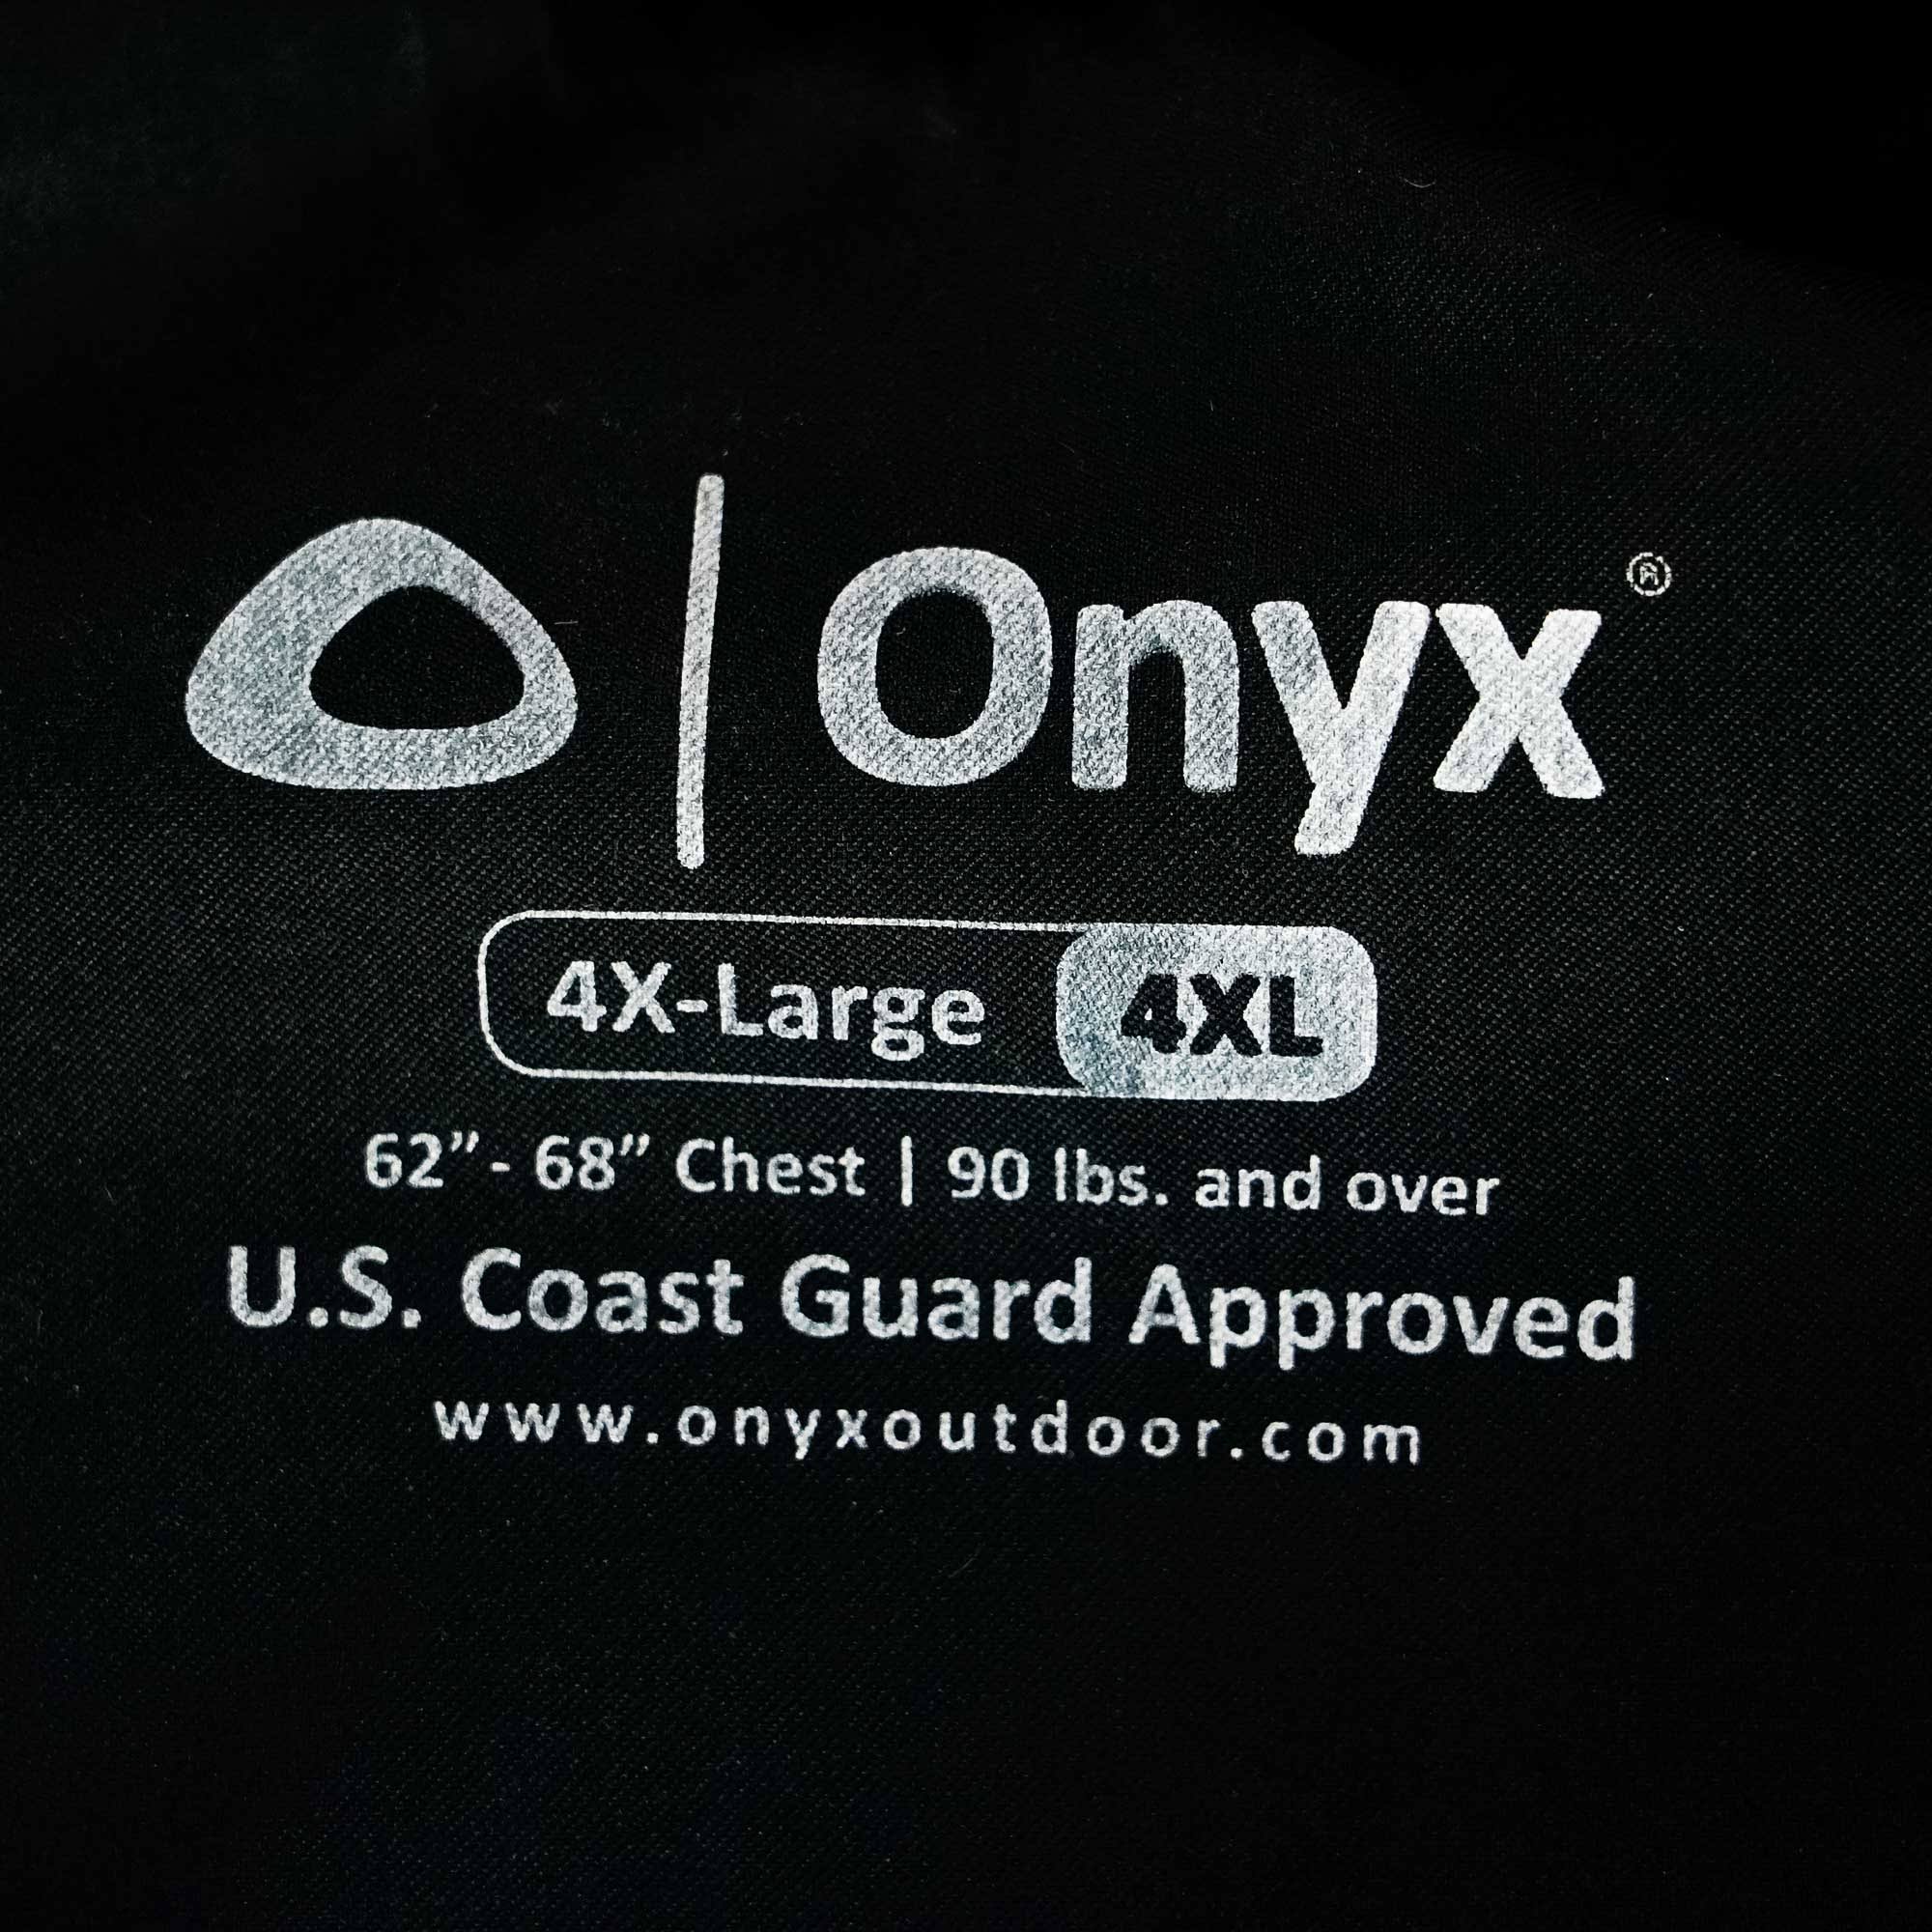 Onyx®
4X-Large 4XL
62”- 68” Chest | 90 lbs. and over
U.S. Coast Guard Approved
www.onyxoutdoor.com